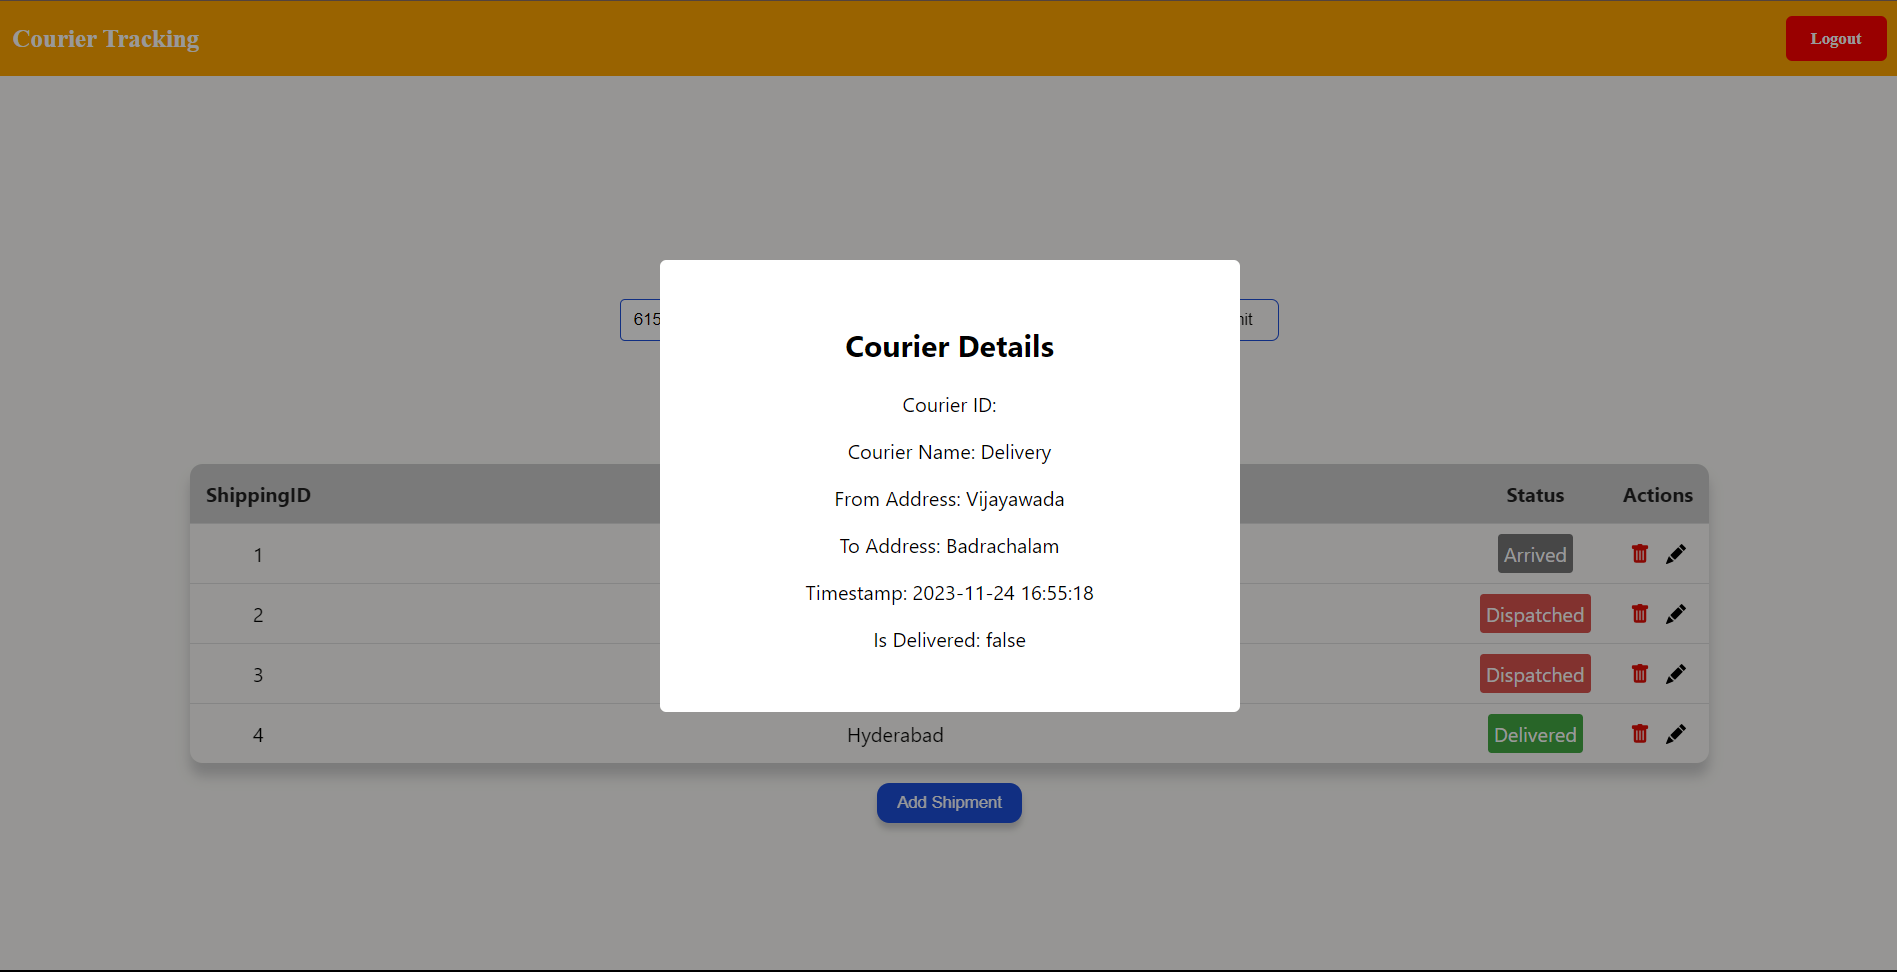 Courier Tracking
Logout
615
Courier Details
Courier ID:
Courier Name: Delivery
From Address: Vijayawada
To Address: Badrachalam
Timestamp: 2023-11-24 16:55:18
Is Delivered: false
ShippingID Status Actions
1 Arrived
2 Dispatched
3 Dispatched
4 Hyderabad Delivered
Add Shipment